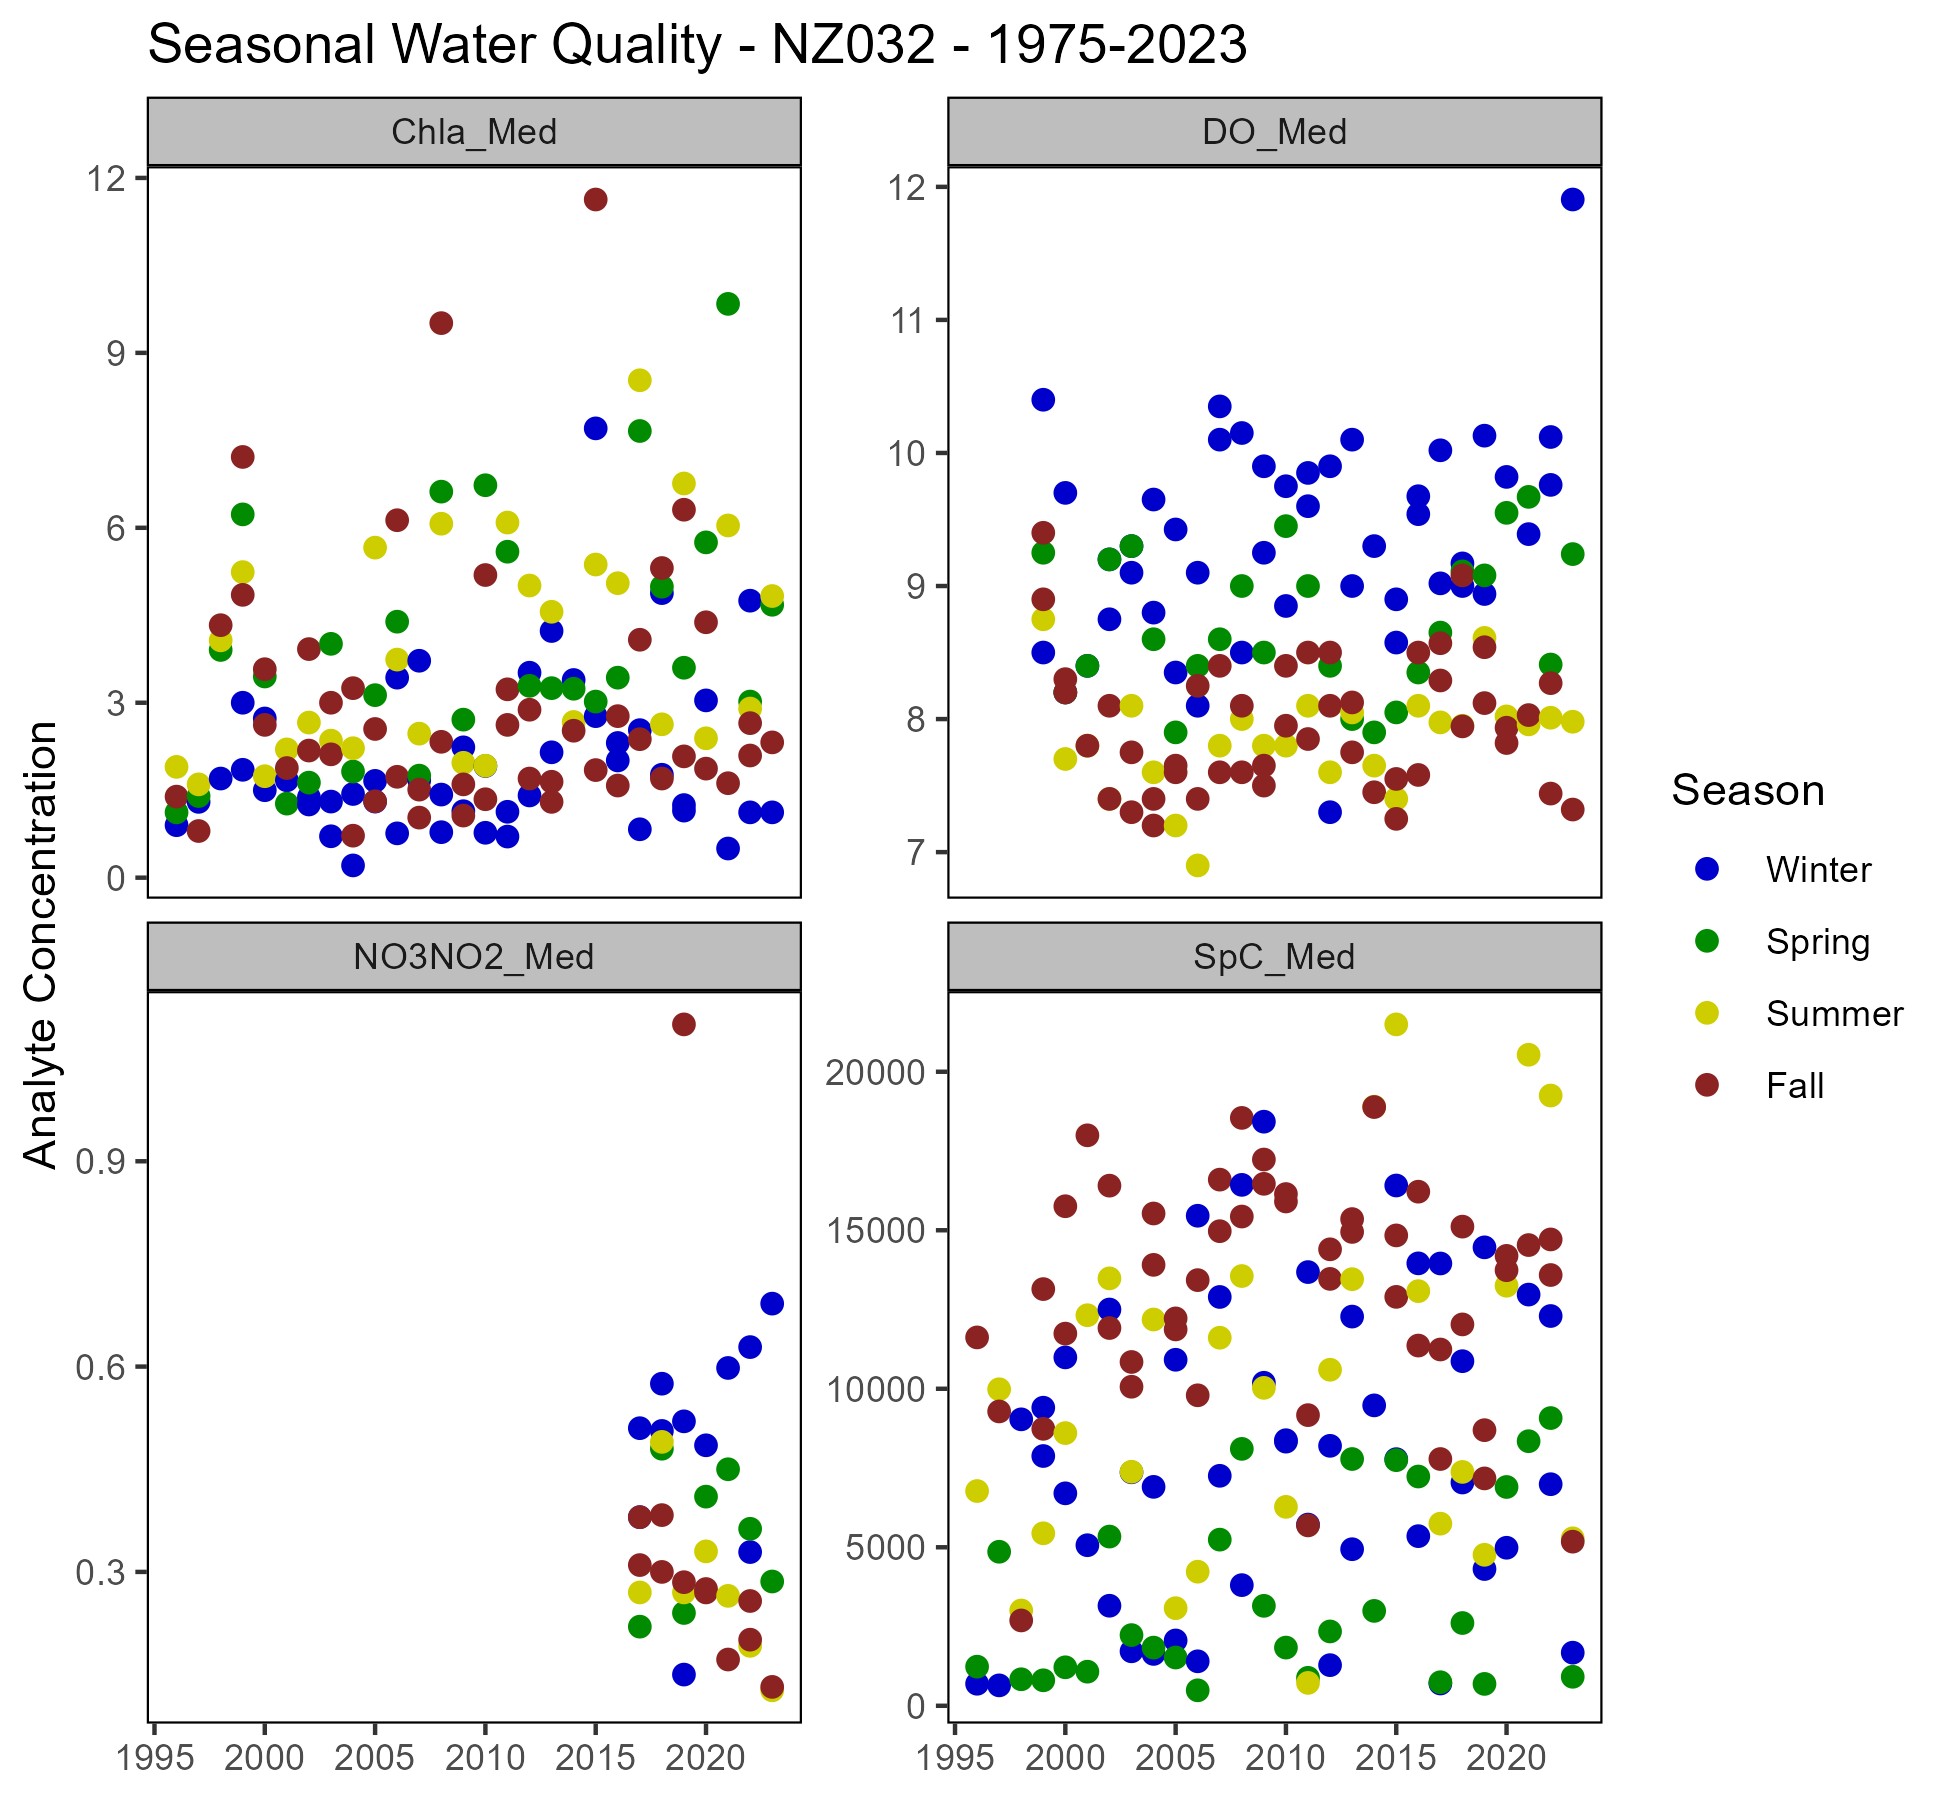 Seasonal Water Quality - NZ032 - 1975-2023
Chla_Med
DO_Med
12
9
6
3
0
12
11
10
9
8
7
Analyte Concentration
NO3NO2_Med
SpC_Med
0.9
0.6
0.3
20000
15000
10000
5000
0
1995 2000 2005 2010 2015 2020
1995 2000 2005 2010 2015 2020
Season
Winter
Spring
Summer
Fall